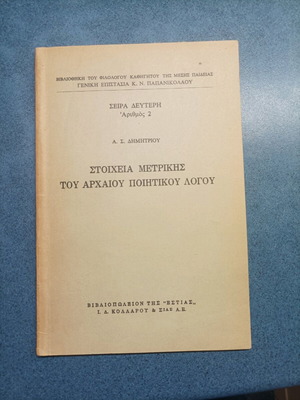 ΒΙΒΛΙΟΘΗΚΗ ΤΟΥ ΦΙΛΟΛΟΓΟΥ ΚΑΘΗΓΗΤΟΥ ΤΗΣ ΜΕΣΗΣ ΠΑΙΔΕΙΑΣ
ΓΕΝΙΚΗ ΕΠΙΣΤΑΣΙΑ Κ. Ν. ΠΑΠΑΝΙΚΟΛΑΟΥ
ΣΕΙΡΑ ΔΕΥΤΕΡΗ
Ἀριθμὸς 2
Α. Σ. ΔΗΜΗΤΡΙΟΥ
ΣΤΟΙΧΕΙΑ ΜΕΤΡΙΚΗΣ
ΤΟΥ ΑΡΧΑΙΟΥ ΠΟΙΗΤΙΚΟΥ ΛΟΓΟΥ
ΒΙΒΛΙΟΠΩΛΕΙΟΝ ΤΗΣ "ΕΣΤΙΑΣ"
Ι. Δ. ΚΟΛΛΑΡΟΥ & ΣΙΑΣ Α.Ε.